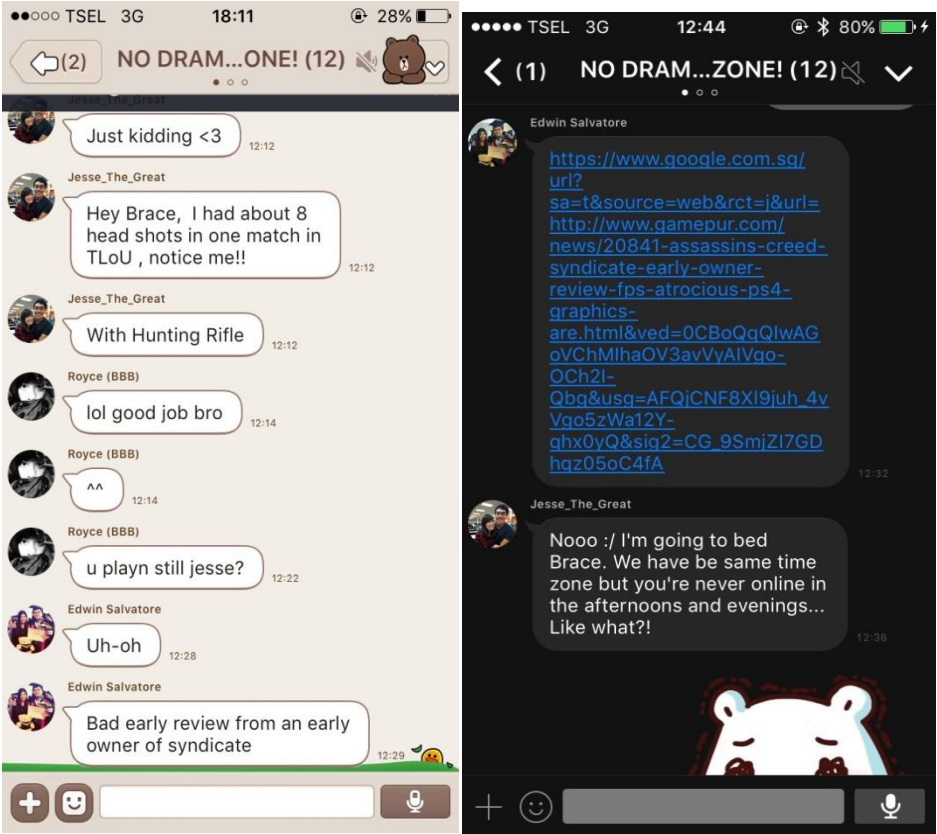 TSEL 3G 18:11 28%
(2) NO DRAM...ONE! (12)
Jesse_The_Great
Just kidding <3
12:12
Jesse_The_Great
Hey Brace, I had about 8
head shots in one match in
TLoU , notice me!!
12:12
Jesse_The_Great
With Hunting Rifle
12:12
Royce (BBB)
lol good job bro
12:14
Royce (BBB)
^^
12:14
Royce (BBB)
u playn still jesse?
12:22
Edwin Salvatore
Uh-oh
12:28
Edwin Salvatore
Bad early review from an early
owner of syndicate
12:29
TSEL 3G 12:44 80%
(1) NO DRAM...ZONE! (12)
Edwin Salvatore
https://www.google.com.sg/
url?
sa=t&source=web&rct=j&url=
http://www.gamepur.com/
news/20841-assassins-creed-
syndicate-early-owner-
review-fps-atrocious-ps4-
graphics-
are.html&ved=0CBoQqQIwAG
oVChMIhaOV3avVyAIVgo-
OCh2I-
Qbg&usg=AFQjCNF8XI9juh_4v
Vgo5zWa12Y-
ghx0yQ&sig2=CG_9SmjZI7GD
hqz05oC4fA
12:32
Jesse_The_Great
Nooo :/ I'm going to bed
Brace. We have be same time
zone but you're never online in
the afternoons and evenings...
Like what?!
12:36